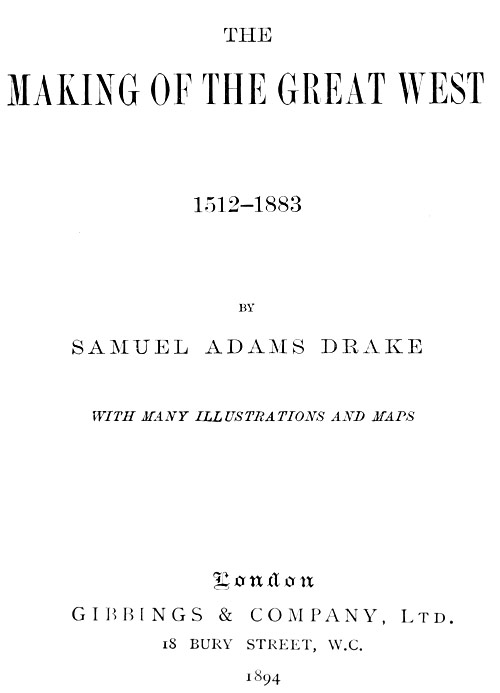 THE
MAKING OF THE GREAT WEST
1512–1883
BY
SAMUEL ADAMS DRAKE
WITH MANY ILLUSTRATIONS AND MAPS
London
GIBBINGS & COMPANY, LTD.
18 BURY STREET, W.C.
1894